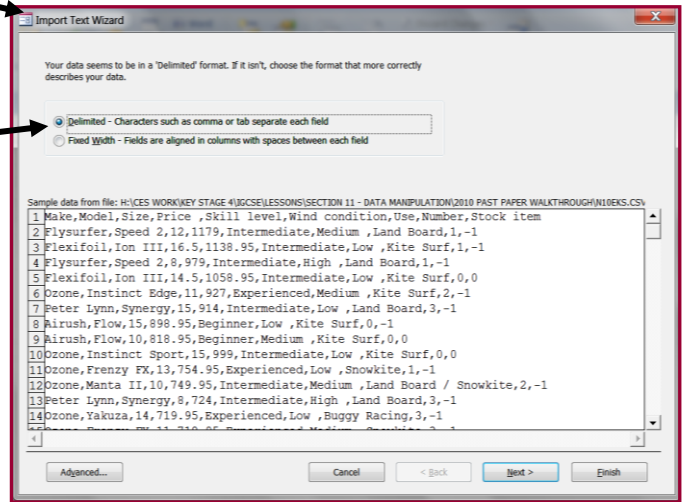 Import Text Wizard
Your data seems to be in a 'Delimited' format. If it isn't, choose the format that more correctly
describes your data.
Delimited - Characters such as comma or tab separate each field
Fixed Width - Fields are aligned in columns with spaces between each field
Sample data from file: H:\CES WORK\KEY STAGE 4\IGCSE\LESSONS\SECTION 11 - DATA MANIPULATION\2010 PAST PAPER WALKTHROUGH\N10EKS.CSV
1 Make,Model,Size,Price ,Skill level,Wind condition,Use,Number,Stock item
2 Flysurfer,Speed 2,12,1179,Intermediate,Medium ,Land Board,1,-1
3 Flexifoil,Ion III,16.5,1138.95,Intermediate,Low ,Kite Surf,1,-1
4 Flysurfer,Speed 2,8,979,Intermediate,High ,Land Board,1,-1
5 Flexifoil,Ion III,14.5,1058.95,Intermediate,Low ,Kite Surf,0,0
6 Ozone,Instinct Edge,11,927,Experienced,Medium ,Kite Surf,2,-1
7 Peter Lynn,Synergy,15,914,Intermediate,Low ,Land Board,3,-1
8 Airush,Flow,15,898.95,Beginner,Low ,Kite Surf,0,-1
9 Airush,Flow,10,818.95,Beginner,Medium ,Kite Surf,0,0
10 Ozone,Instinct Sport,15,999,Intermediate,Low ,Kite Surf,0,0
11 Ozone,Frenzy FX,13,754.95,Experienced,Low ,Snowkite,1,-1
12 Ozone,Manta II,10,749.95,Intermediate,Medium ,Land Board / Snowkite,2,-1
13 Peter Lynn,Synergy,8,724,Intermediate,High ,Land Board,3,-1
14 Ozone,Yakuza,14,719.95,Experienced,Low ,Buggy Racing,3,-1
Advanced... Cancel < Back Next > Finish